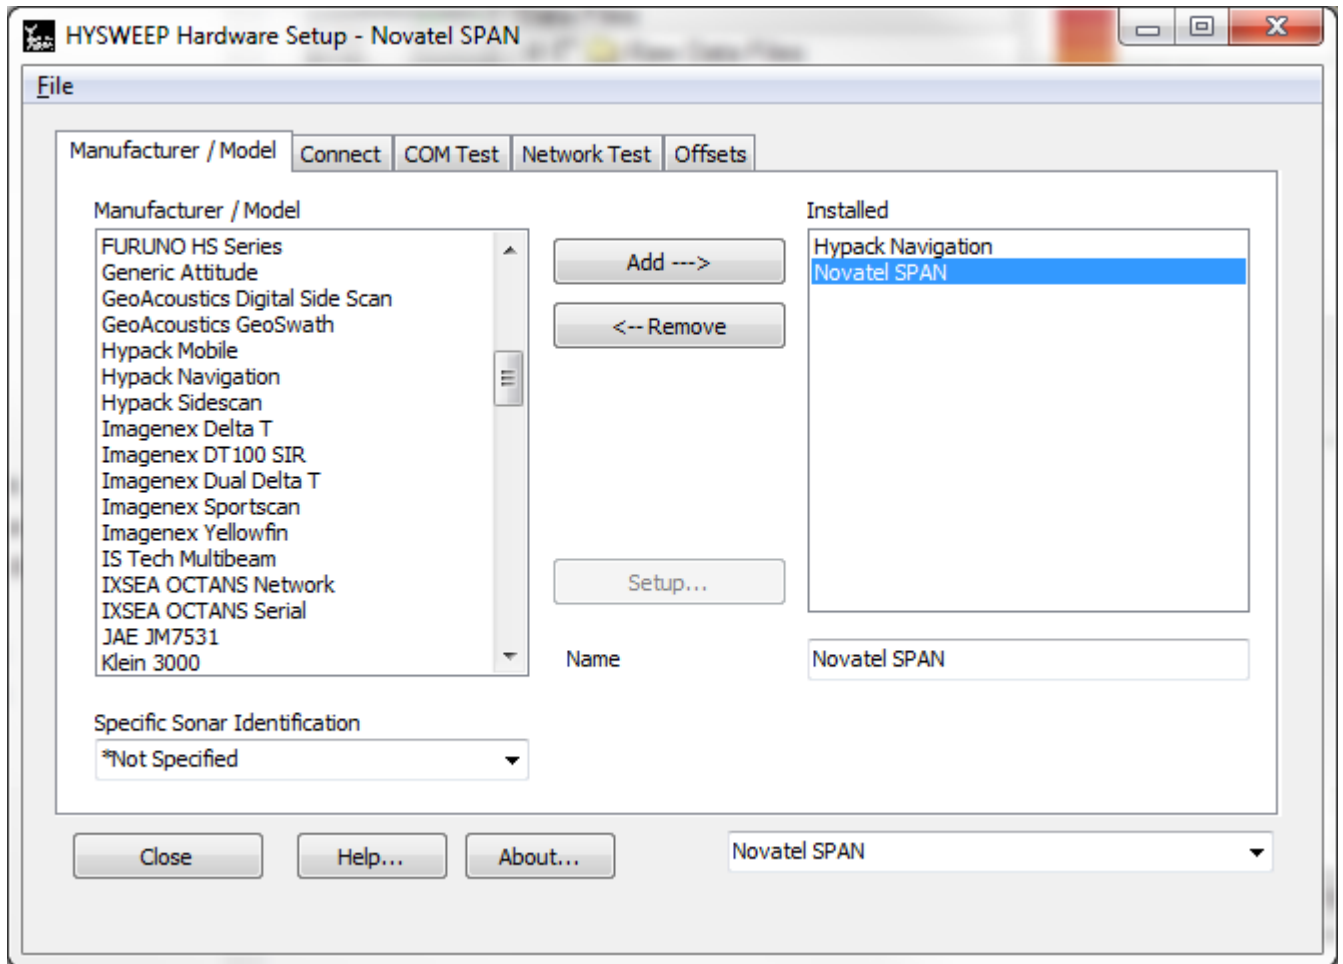 HYSWEEP Hardware Setup - Novatel SPAN
File
Manufacturer / Model
Connect
COM Test
Network Test
Offsets
Manufacturer / Model
FURUNO HS Series
Generic Attitude
GeoAcoustics Digital Side Scan
GeoAcoustics GeoSwath
Hypack Mobile
Hypack Navigation
Hypack Sidescan
Imagenex Delta T
Imagenex DT100 SIR
Imagenex Dual Delta T
Imagenex Sportscan
Imagenex Yellowfin
IS Tech Multibeam
IXSEA OCTANS Network
IXSEA OCTANS Serial
JAE JM7531
Klein 3000
Add --->
<-- Remove
Setup...
Installed
Hypack Navigation
Novatel SPAN
Name
Novatel SPAN
Specific Sonar Identification
*Not Specified
Close
Help...
About...
Novatel SPAN